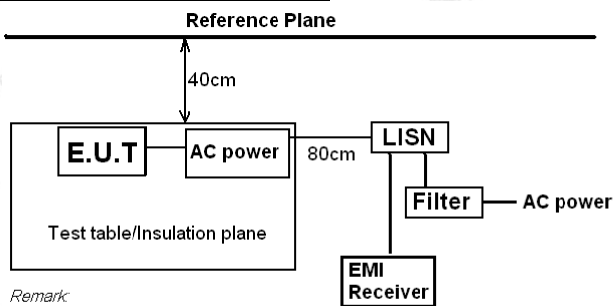 Reference Plane
40cm
E.U.T
AC power
80cm
LISN
Filter
AC power
Test table/Insulation plane
EMI
Receiver
Remark: